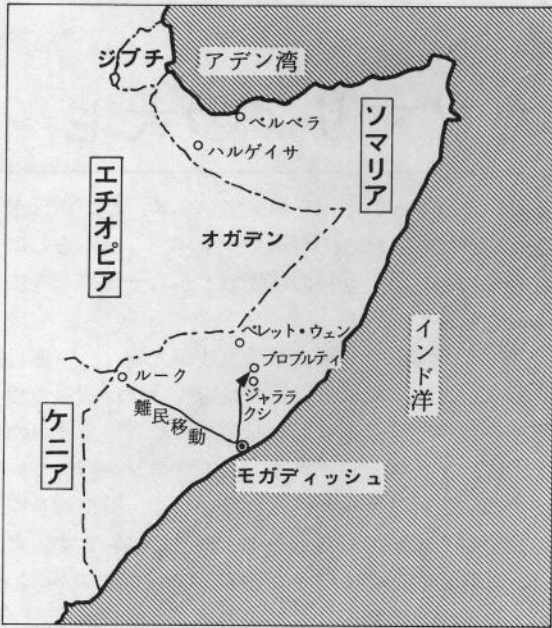 ジブチ
アデン湾
ベルベラ
ハルゲイサ
ソマリア
エチオピア
オガデン
ベレット・ウェン
ブロブルティ
ジャララ
クシ
ルーク
難民移動
ケニア
モガディッシュ
インド洋